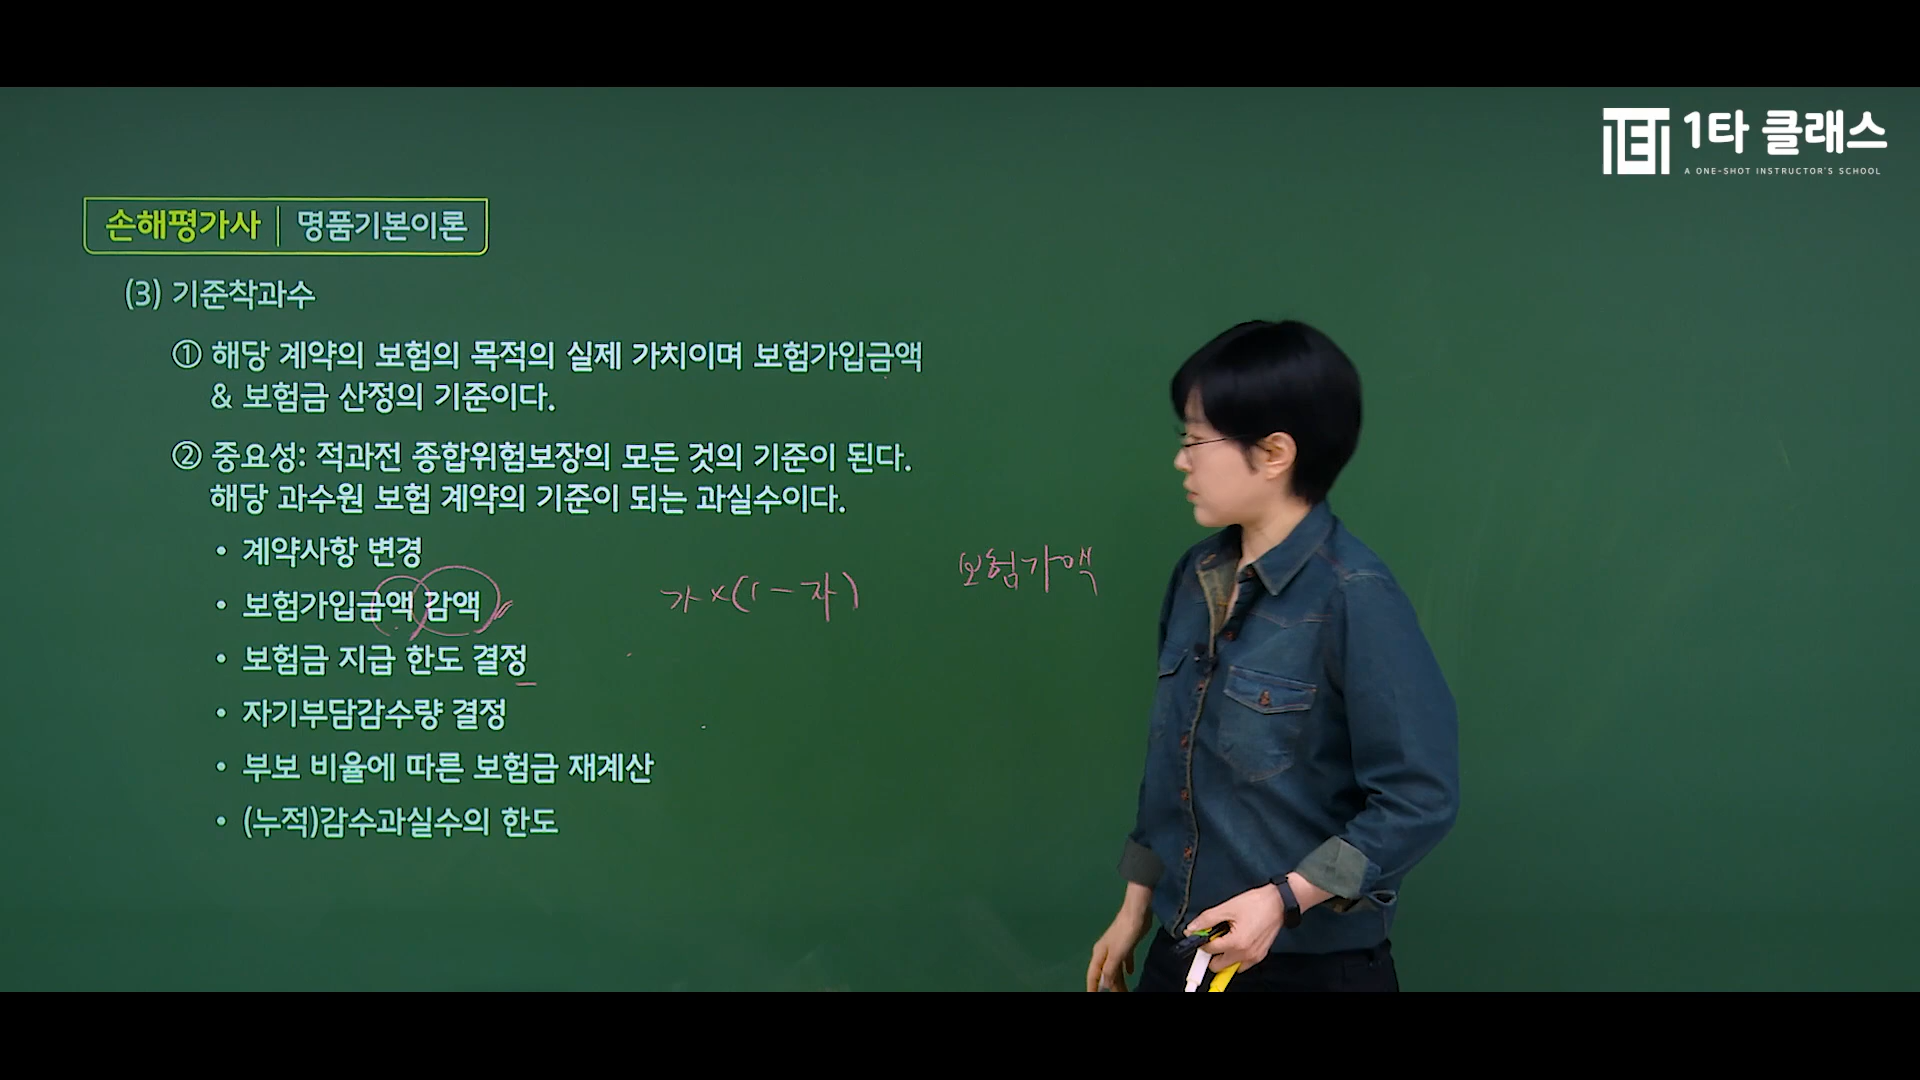 1타 클래스
A ONE-SHOT INSTRUCTOR'S SCHOOL
손해평가사 | 명품기본이론
(3) 기준착과수
① 해당 계약의 보험의 목적의 실제 가치이며 보험가입금액
& 보험금 산정의 기준이다.
② 중요성: 적과전 종합위험보장의 모든 것의 기준이 된다.
해당 과수원 보험 계약의 기준이 되는 과실수이다.
• 계약사항 변경
• 보험가입금액 감액
가×(1-자)
보험가액
• 보험금 지급 한도 결정
• 자기부담감수량 결정
• 부보 비율에 따른 보험금 재계산
• (누적)감수과실수의 한도